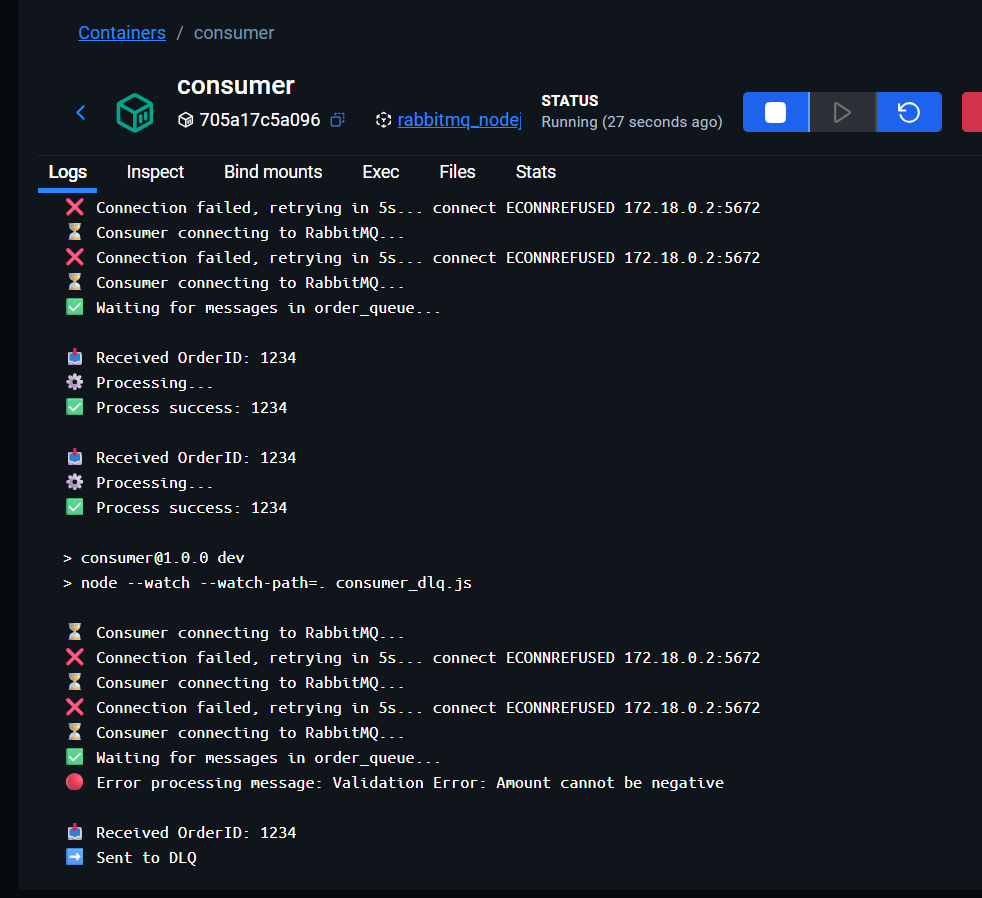 Containers / consumer
consumer
705a17c5a096
rabbitmq_nodej
STATUS
Running (27 seconds ago)
Logs
Inspect
Bind mounts
Exec
Files
Stats
❌ Connection failed, retrying in 5s... connect ECONNREFUSED 172.18.0.2:5672
⏳ Consumer connecting to RabbitMQ...
❌ Connection failed, retrying in 5s... connect ECONNREFUSED 172.18.0.2:5672
⏳ Consumer connecting to RabbitMQ...
✅ Waiting for messages in order_queue...
📥 Received OrderID: 1234
⚙️ Processing...
✅ Process success: 1234
📥 Received OrderID: 1234
⚙️ Processing...
✅ Process success: 1234
> consumer@1.0.0 dev
> node --watch --watch-path=. consumer_dlq.js
⏳ Consumer connecting to RabbitMQ...
❌ Connection failed, retrying in 5s... connect ECONNREFUSED 172.18.0.2:5672
⏳ Consumer connecting to RabbitMQ...
❌ Connection failed, retrying in 5s... connect ECONNREFUSED 172.18.0.2:5672
⏳ Consumer connecting to RabbitMQ...
✅ Waiting for messages in order_queue...
🔴 Error processing message: Validation Error: Amount cannot be negative
📥 Received OrderID: 1234
➡️ Sent to DLQ